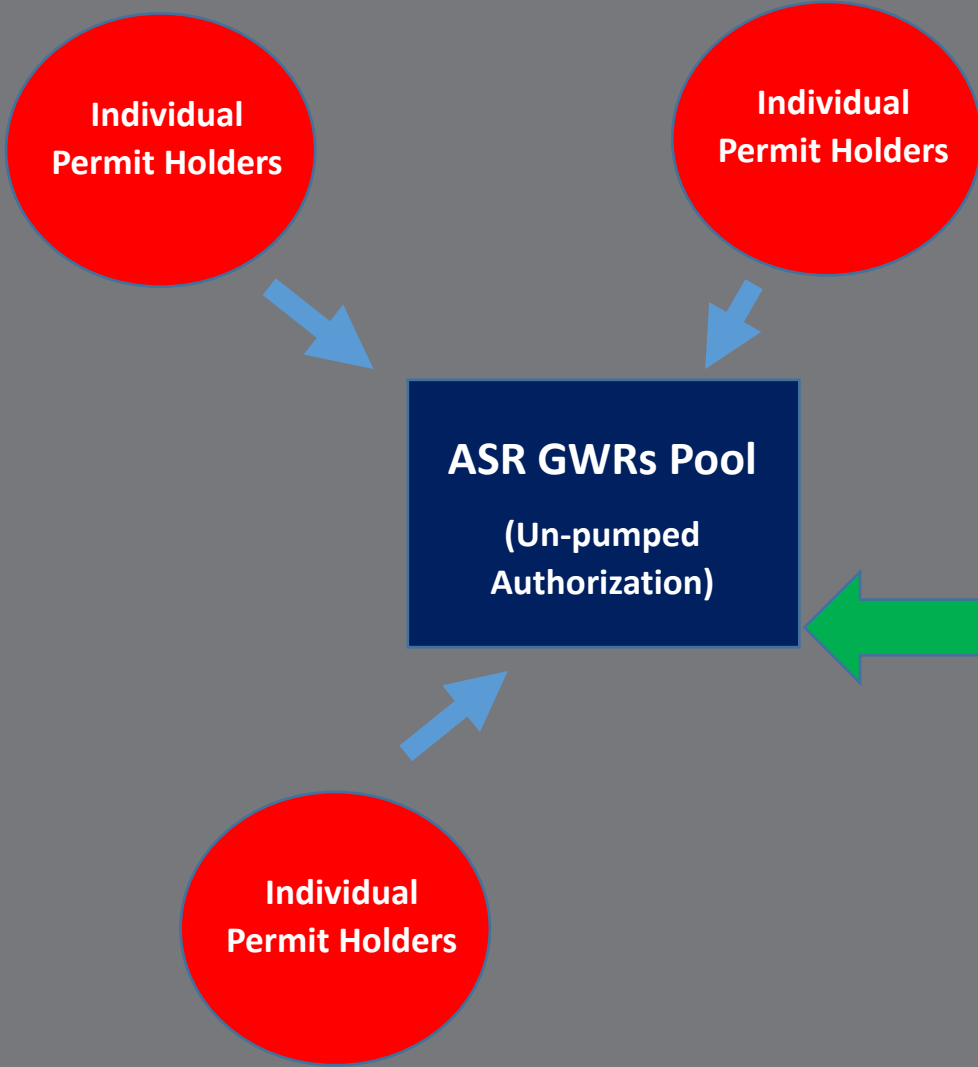 Individual
Permit Holders
Individual
Permit Holders
ASR GWRs Pool
(Un-pumped
Authorization)
Individual
Permit Holders